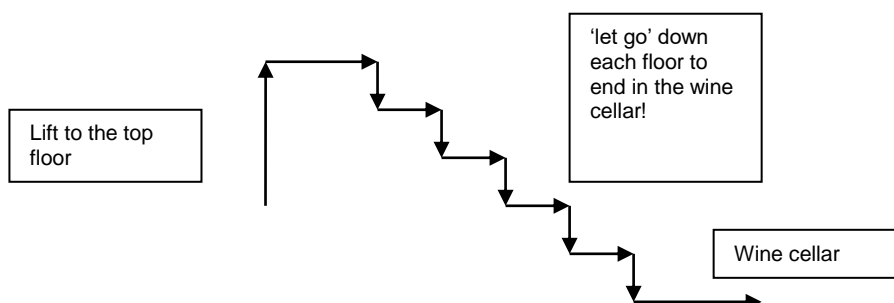 Lift to the top
floor
‘let go’ down
each floor to
end in the wine
cellar!
Wine cellar